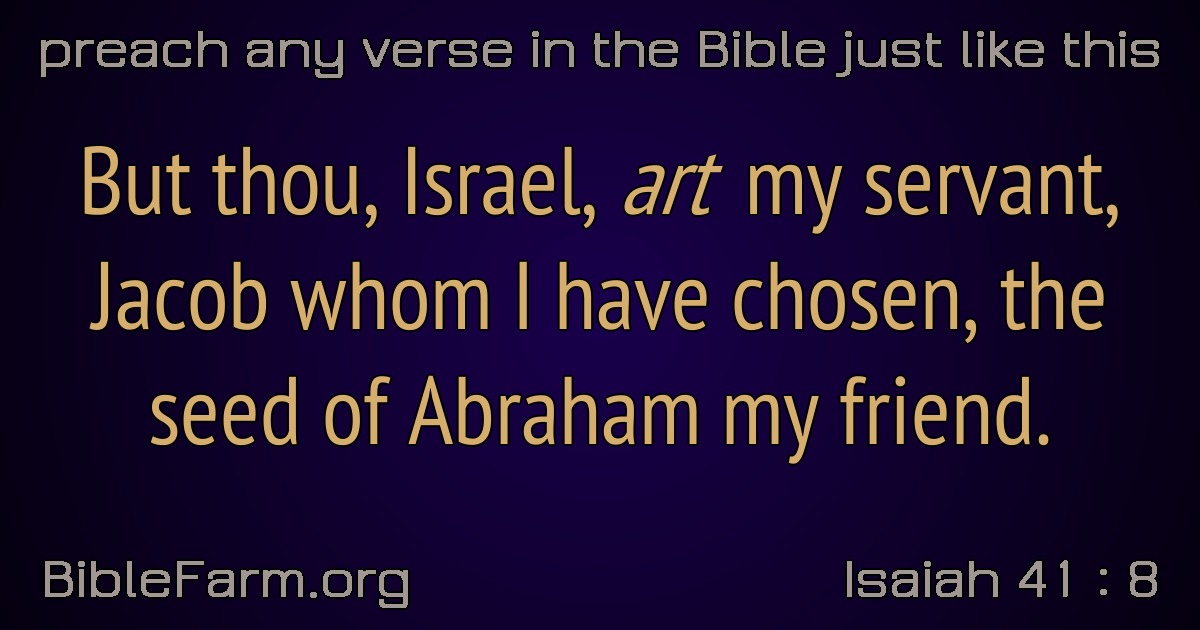 preach any verse in the Bible just like this
But thou, Israel, art my servant,
Jacob whom I have chosen, the
seed of Abraham my friend.
BibleFarm.org
Isaiah 41 : 8